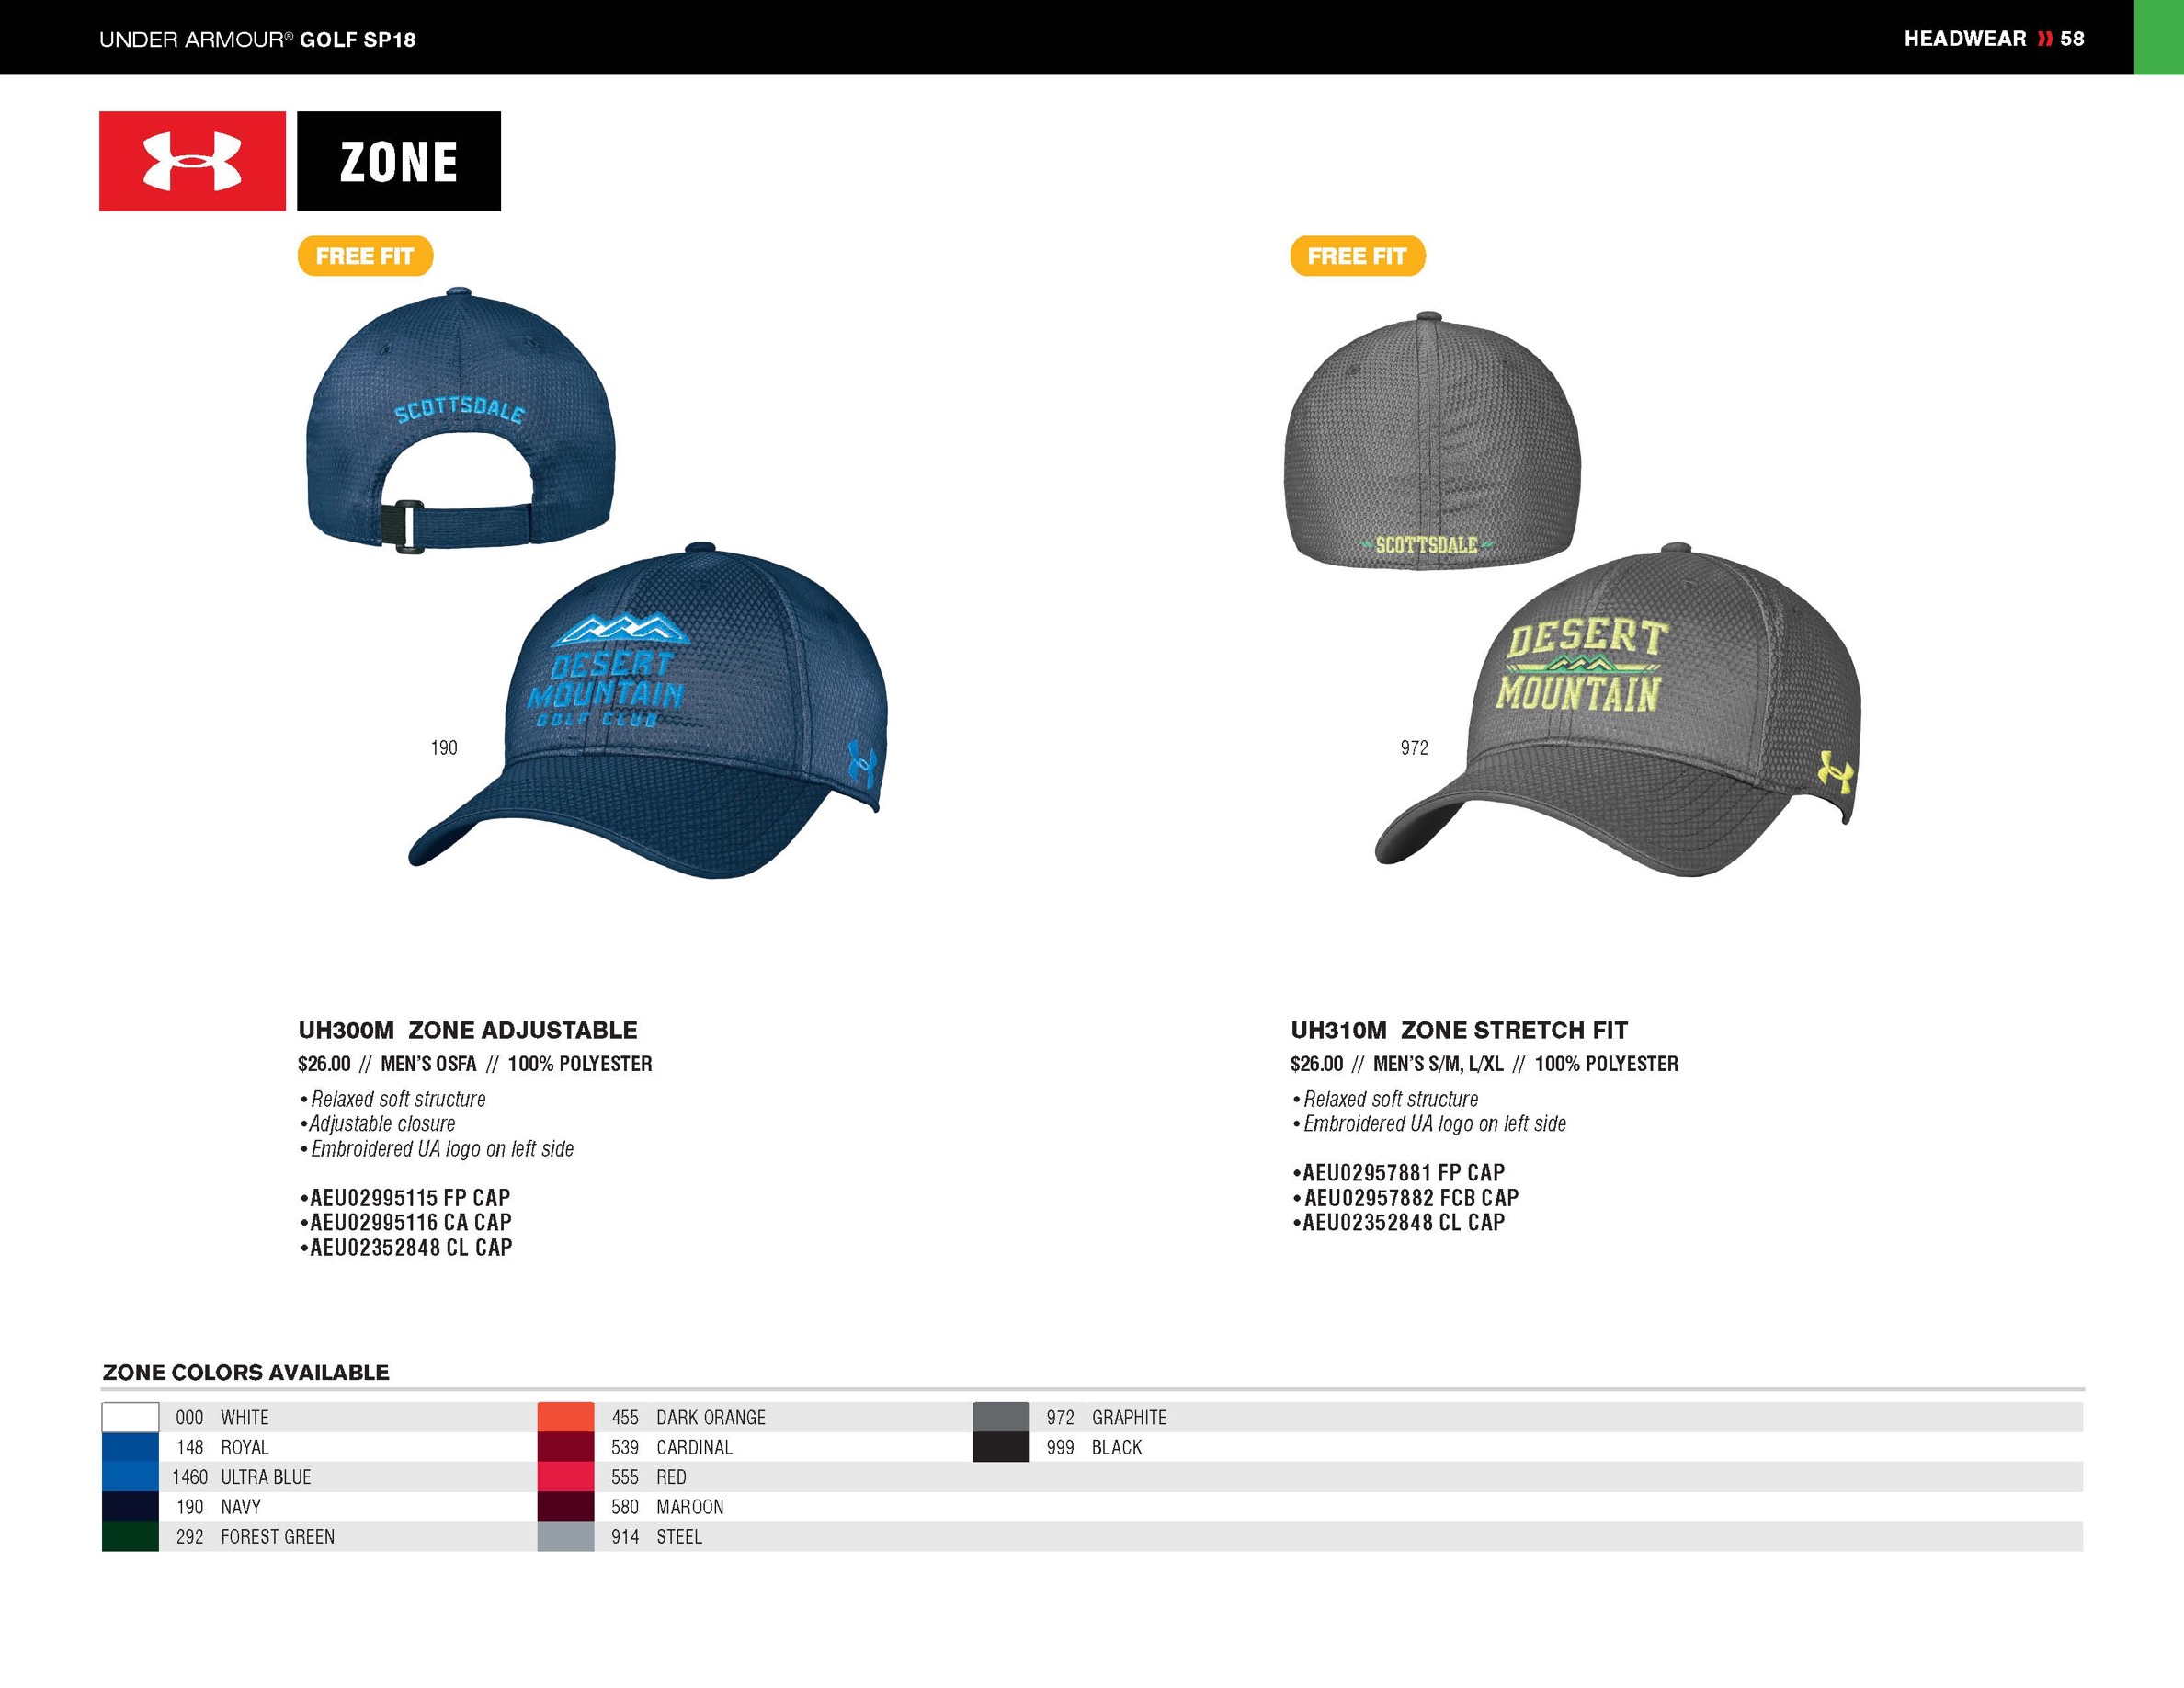 UNDER ARMOUR® GOLF SP18
HEADWEAR 58
ZONE
FREE FIT
SCOTTSDALE
DESERT
MOUNTAIN
GOLF CLUB
190
FREE FIT
SCOTTSDALE
DESERT
MOUNTAIN
972
UH300M ZONE ADJUSTABLE
$26.00 // MEN'S OSFA // 100% POLYESTER
• Relaxed soft structure
• Adjustable closure
• Embroidered UA logo on left side
• AEU02995115 FP CAP
• AEU02995116 CA CAP
• AEU02352848 CL CAP
UH310M ZONE STRETCH FIT
$26.00 // MEN'S S/M, L/XL // 100% POLYESTER
• Relaxed soft structure
• Embroidered UA logo on left side
• AEU02957881 FP CAP
• AEU02957882 FCB CAP
• AEU02352848 CL CAP
ZONE COLORS AVAILABLE
000 WHITE
148 ROYAL
1460 ULTRA BLUE
190 NAVY
292 FOREST GREEN
455 DARK ORANGE
539 CARDINAL
555 RED
580 MAROON
914 STEEL
972 GRAPHITE
999 BLACK